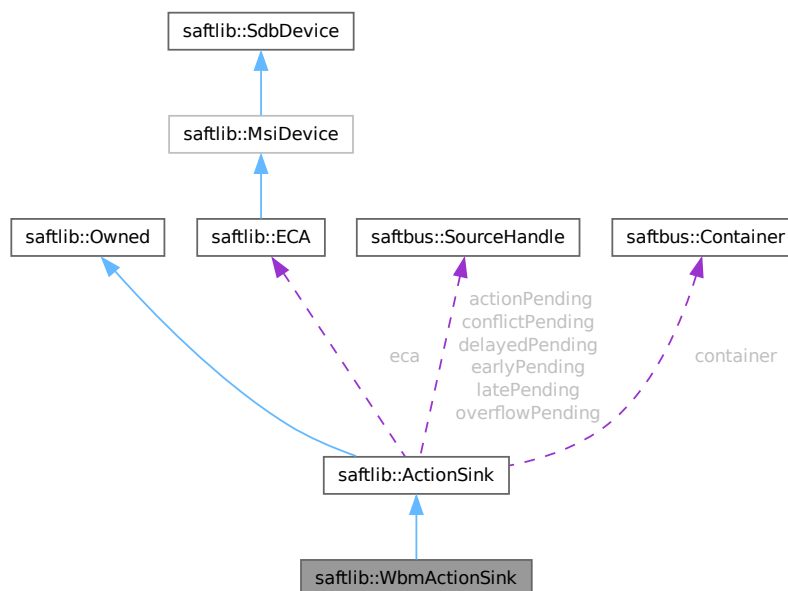 saftlib::SdbDevice
saftlib::MsiDevice
saftlib::Owned
saftlib::ECA
saftbus::SourceHandle
saftbus::Container
actionPending
conflictPending
delayedPending
earlyPending
latePending
overflowPending
eca
container
saftlib::ActionSink
saftlib::WbmActionSink